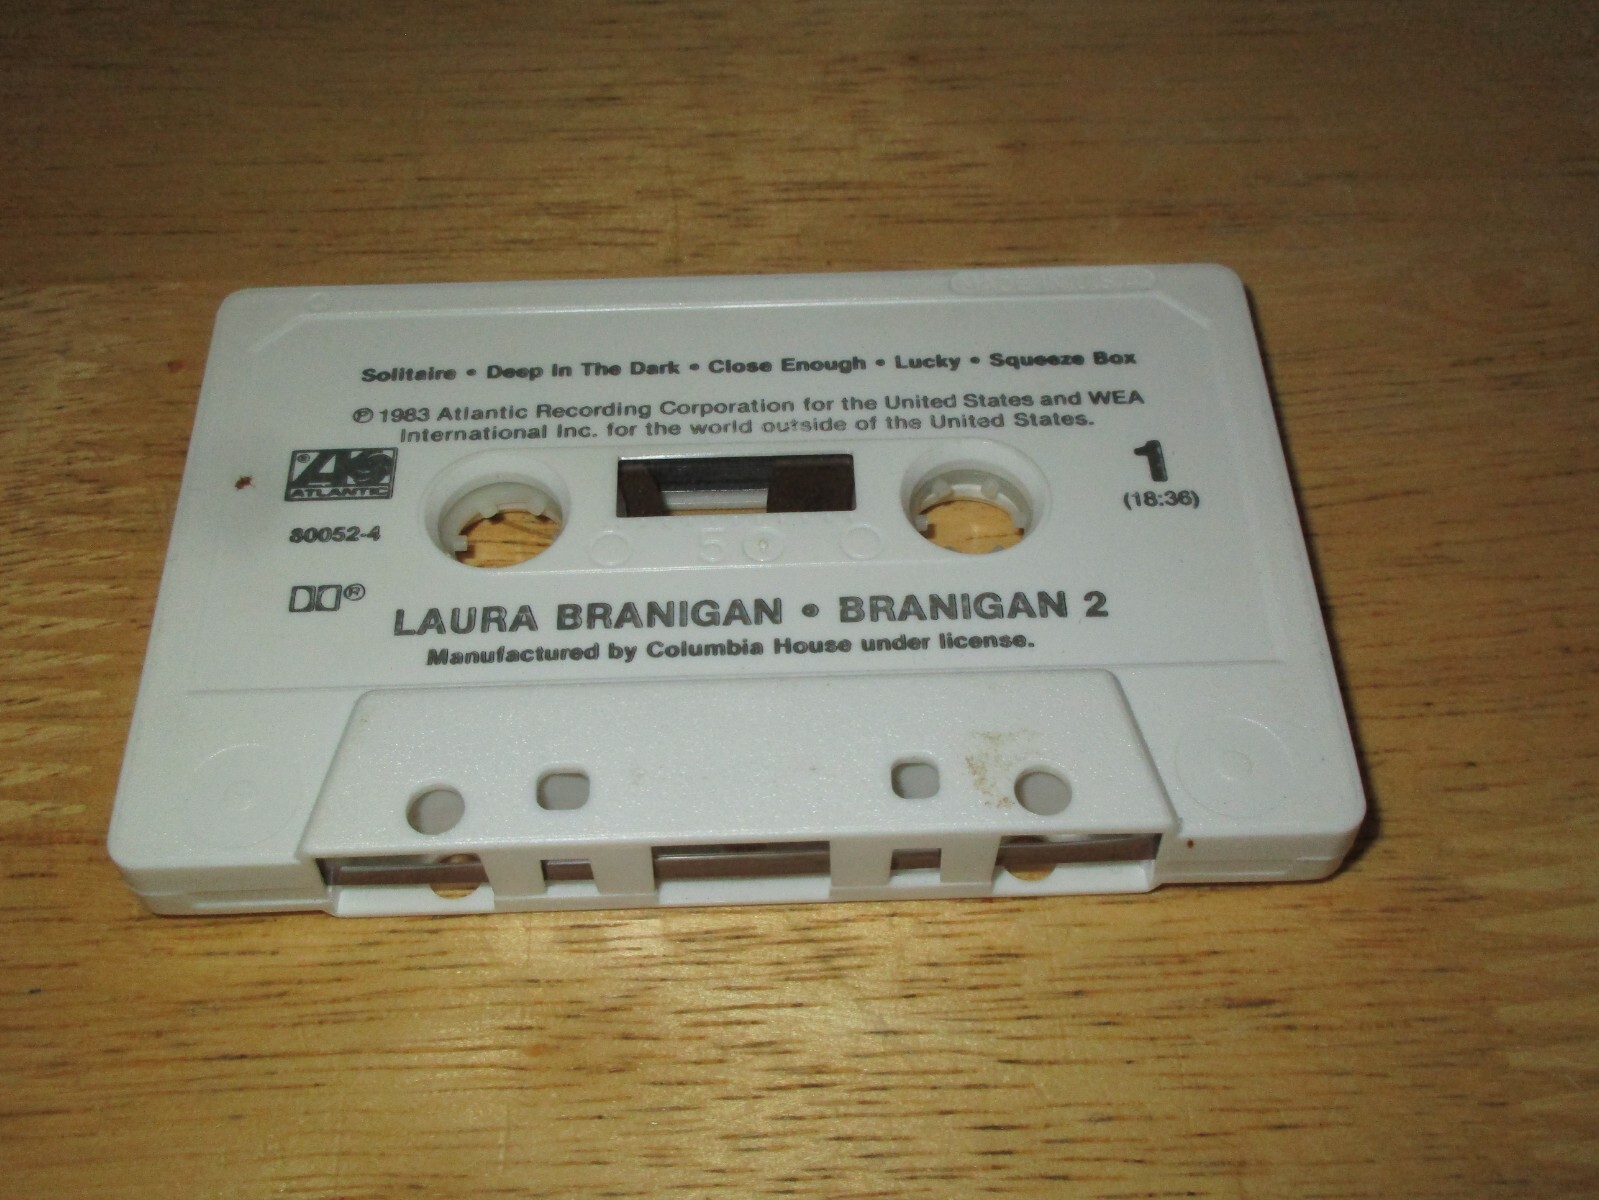 Solitaire • Deep In The Dark • Close Enough • Lucky • Squeeze Box
℗ 1983 Atlantic Recording Corporation for the United States and WEA
International Inc. for the world outside of the United States.
® ATLANTIC
1
(18:36)
80052-4
50
®
LAURA BRANIGAN • BRANIGAN 2
Manufactured by Columbia House under license.